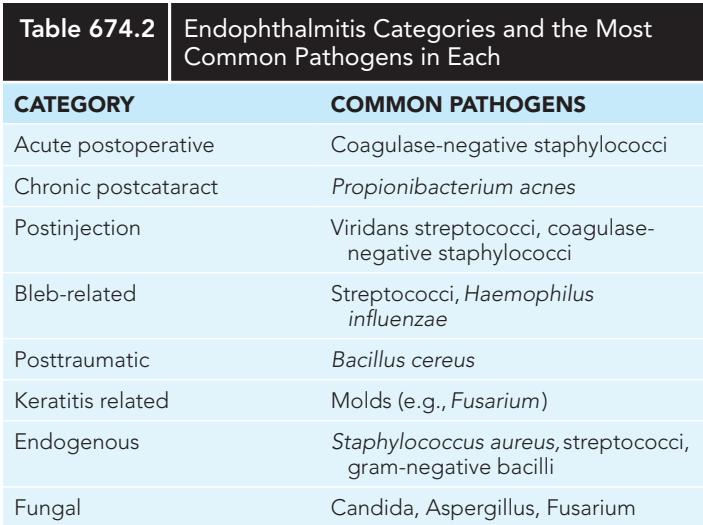 Table 674.2 Endophthalmitis Categories and the Most
Common Pathogens in Each
CATEGORY COMMON PATHOGENS
Acute postoperative Coagulase-negative staphylococci
Chronic postcataract Propionibacterium acnes
Postinjection Viridans streptococci, coagulase-
negative staphylococci
Bleb-related Streptococci, Haemophilus
influenzae
Posttraumatic Bacillus cereus
Keratitis related Molds (e.g., Fusarium)
Endogenous Staphylococcus aureus, streptococci,
gram-negative bacilli
Fungal Candida, Aspergillus, Fusarium